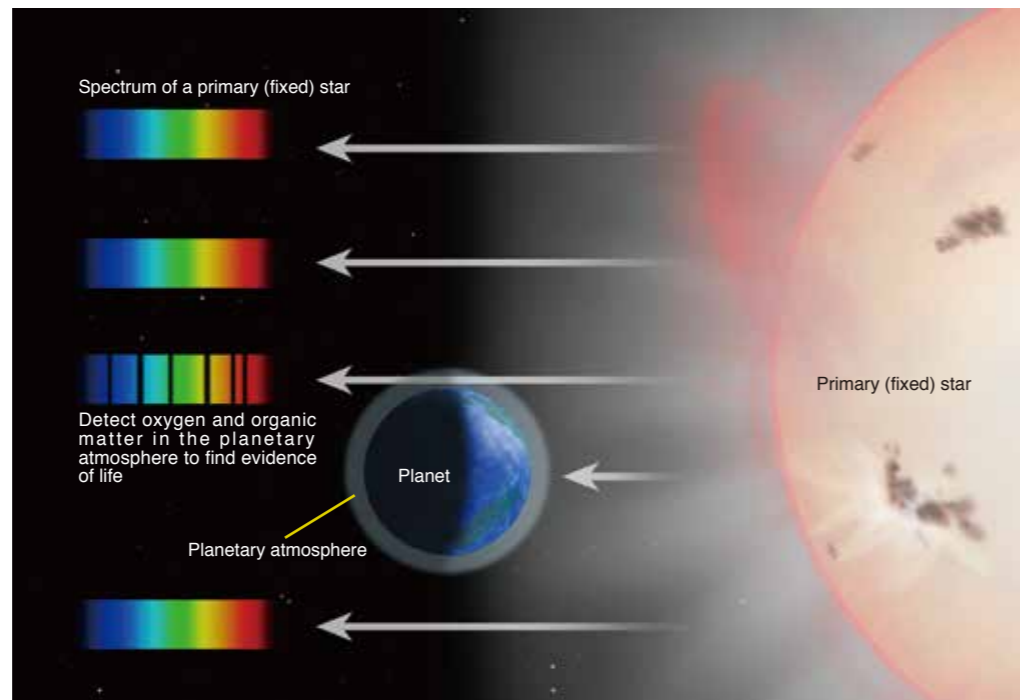 Spectrum of a primary (fixed) star
Detect oxygen and organic
matter in the planetary
atmosphere to find evidence
of life
Primary (fixed) star
Planet
Planetary atmosphere